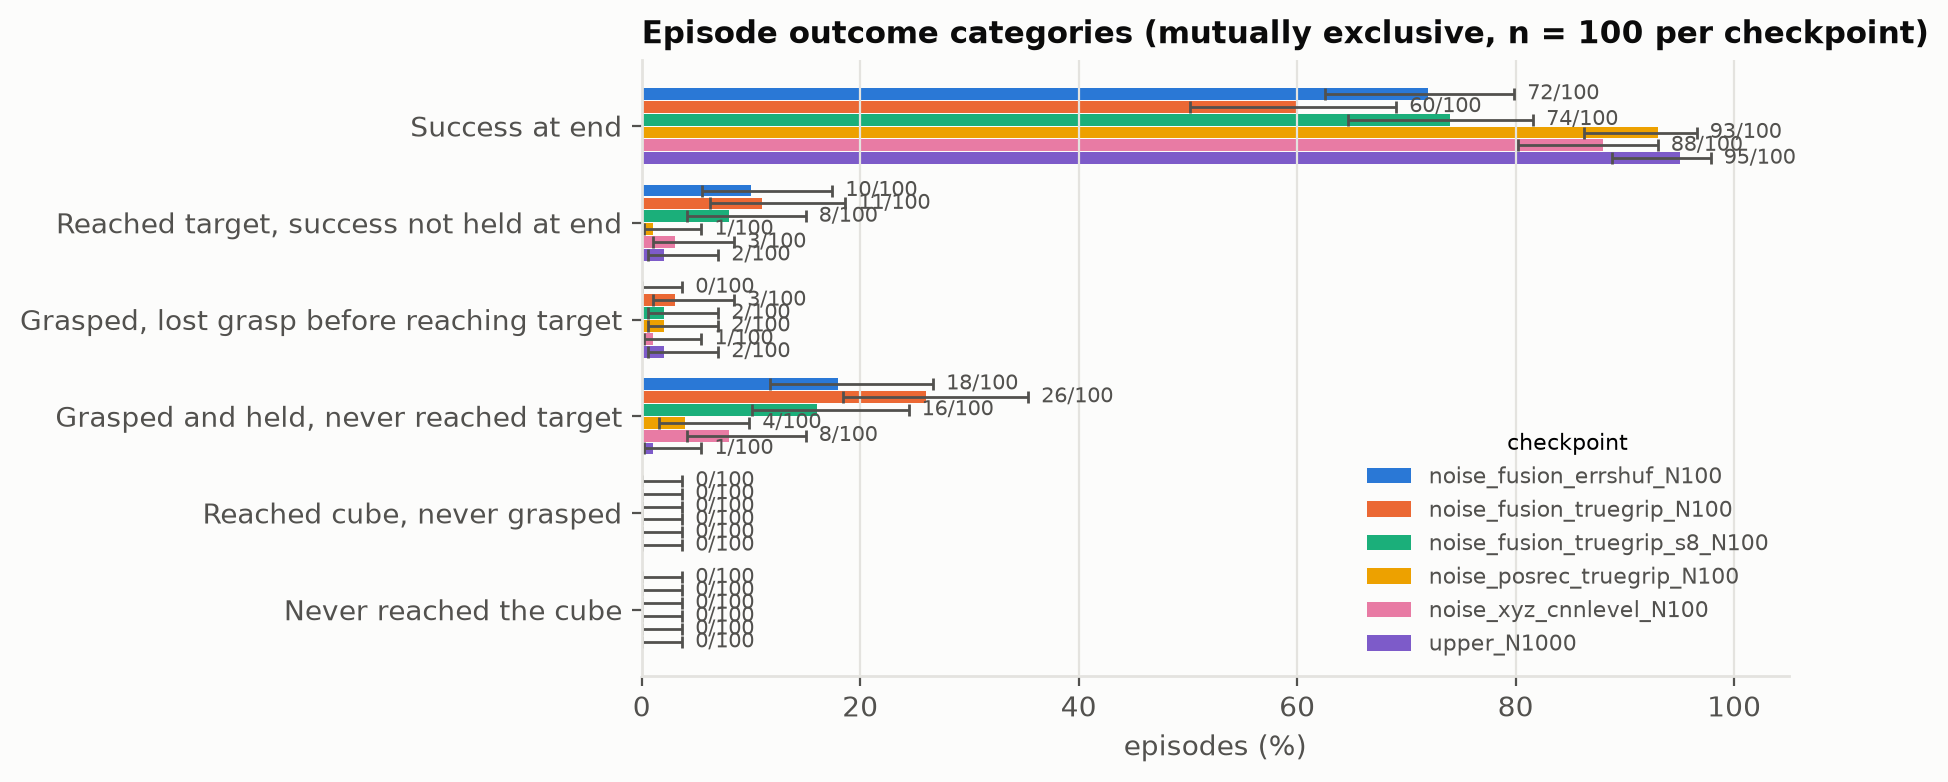 Episode outcome categories (mutually exclusive, n = 100 per checkpoint)
Success at end
72/100
60/100
74/100
93/100
88/100
95/100
Reached target, success not held at end
10/100
11/100
8/100
1/100
3/100
2/100
Grasped, lost grasp before reaching target
0/100
3/100
2/100
2/100
1/100
2/100
Grasped and held, never reached target
18/100
26/100
16/100
4/100
8/100
1/100
Reached cube, never grasped
0/100
0/100
0/100
0/100
0/100
0/100
Never reached the cube
0/100
0/100
0/100
0/100
0/100
0/100
checkpoint
noise_fusion_errshuf_N100
noise_fusion_truegrip_N100
noise_fusion_truegrip_s8_N100
noise_posrec_truegrip_N100
noise_xyz_cnnlevel_N100
upper_N1000
0 20 40 60 80 100
episodes (%)